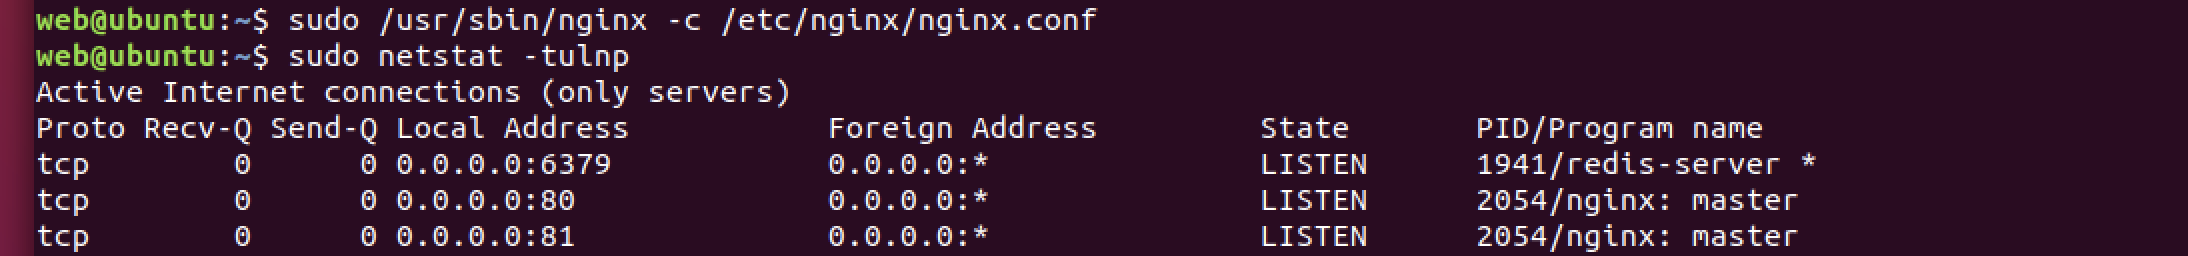 web@ubuntu:~$ sudo /usr/sbin/nginx -c /etc/nginx/nginx.conf
web@ubuntu:~$ sudo netstat -tulnp
Active Internet connections (only servers)
Proto Recv-Q Send-Q Local Address           Foreign Address         State       PID/Program name
tcp        0      0 0.0.0.0:6379            0.0.0.0:*               LISTEN      1941/redis-server *
tcp        0      0 0.0.0.0:80              0.0.0.0:*               LISTEN      2054/nginx: master
tcp        0      0 0.0.0.0:81              0.0.0.0:*               LISTEN      2054/nginx: master